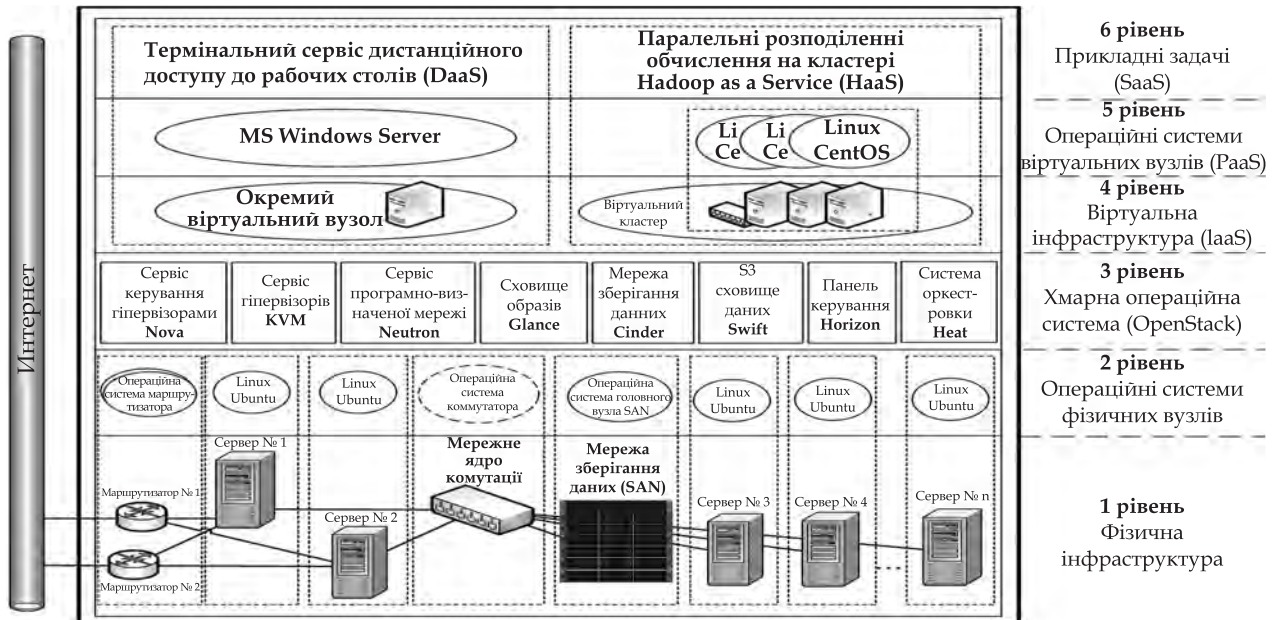 Интернет
Термінальний сервіс дистанційного
доступу до рабочих столів (DaaS)
Паралельні розподіленні
обчислення на кластері
Hadoop as a Service (HaaS)
6 рівень
Прикладні задачі
(SaaS)
MS Windows Server
Li
Ce
Li
Ce
Linux
CentOS
5 рівень
Операційні системи
віртуальних вузлів (PaaS)
Окремий
віртуальний вузол
Віртуальний
кластер
4 рівень
Віртуальна
інфраструктура (IaaS)
Сервіс
керування
гіпервізорами
Nova
Сервіс
гіпервізорів
KVM
Сервіс
програмно-виз-
наченої мережі
Neutron
Сховище
образів
Glance
Мережа
зберігання
данних
Cinder
S3
сховище
даних
Swift
Панель
керування
Horizon
Система
оркест-
ровки
Heat
3 рівень
Хмарна операційна
система (OpenStack)
Операційна
система маршру-
тизатора
Linux
Ubuntu
Linux
Ubuntu
Операційна
система
коммутатора
Операційна
система головного
вузла SAN
Linux
Ubuntu
Linux
Ubuntu
Linux
Ubuntu
2 рівень
Операційні системи
фізичних вузлів
Маршрутизатор № 1
Маршрутизатор № 2
Сервер № 1
Сервер № 2
Мережне
ядро
комутації
Мережа
зберігання
даних (SAN)
Сервер № 3
Сервер № 4
Сервер № n
1 рівень
Фізична
інфраструктура